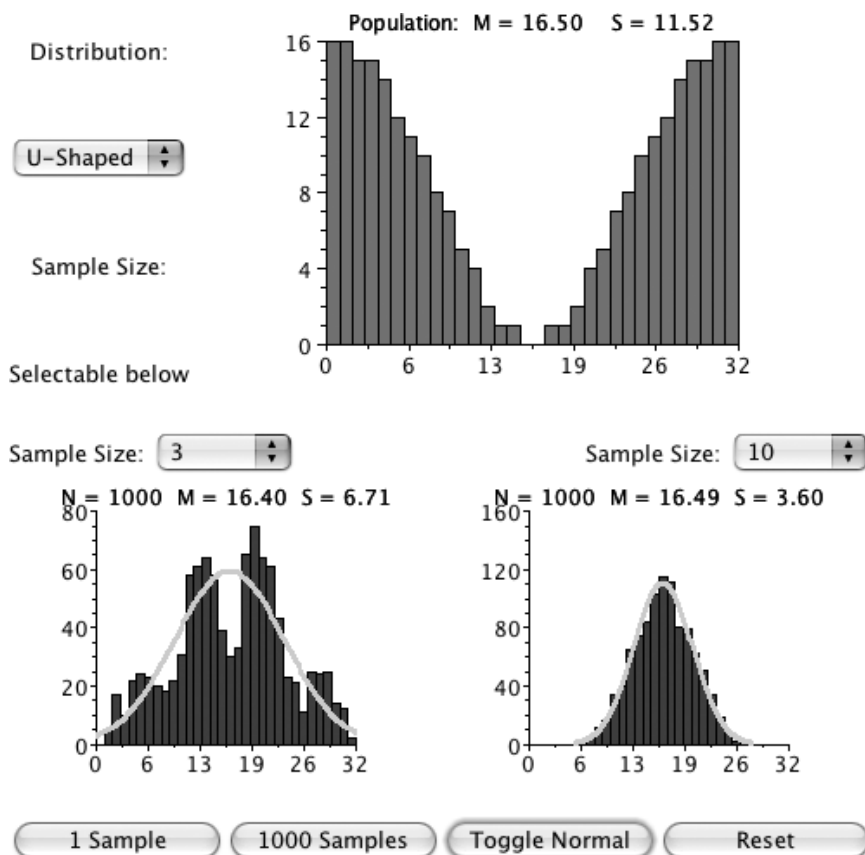 Population: M = 16.50 S = 11.52
Distribution:
U-Shaped
Sample Size:
Selectable below
16
12
8
4
0
0 6 13 19 26 32
Sample Size: 3
N = 1000 M = 16.40 S = 6.71
80
60
40
20
0
0 6 13 19 26 32
Sample Size: 10
N = 1000 M = 16.49 S = 3.60
160
120
80
40
0
0 6 13 19 26 32
1 Sample 1000 Samples Toggle Normal Reset